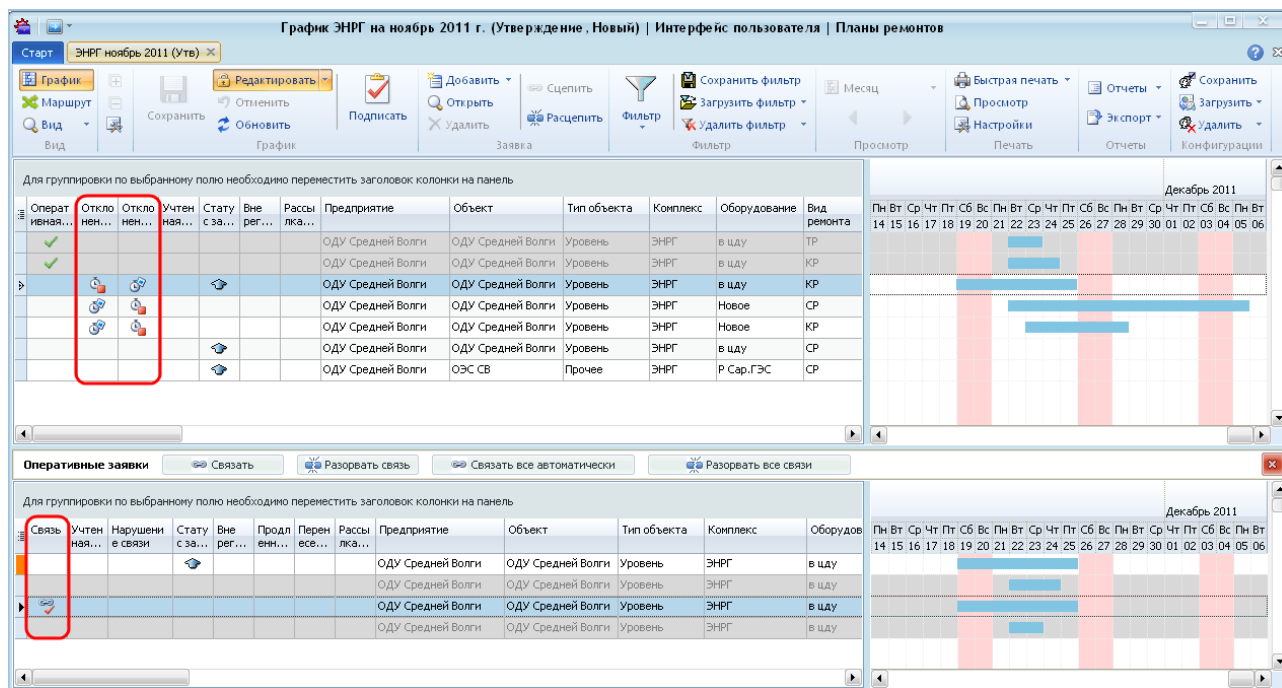 График ЭНРГ на ноябрь 2011 г. (Утверждение, Новый) | Интерфейс пользователя | Планы ремонтов
Старт ЭНРГ ноябрь 2011 (Утв)
График Редактировать Добавить Сцепить Сохранить фильтр Месяц Быстрая печать Отчеты Сохранить
Маршрут Отменить Открыть Загрузить фильтр Просмотр Загрузить
Вид Сохранить Обновить Подписать Удалить Расцепить Фильтр Удалить фильтр Настройки Экспорт Удалить
Вид График Заявка Фильтр Просмотр Печать Отчеты Конфигурации
Для группировки по выбранному полю необходимо переместить заголовок колонки на панель
Декабрь 2011
Операт Откло Откло Учтен Стату Вне Рассы Предприятие Объект Тип объекта Комплекс Оборудование Вид Пн Вт Ср Чт Пт Сб Вс Пн Вт Ср Чт Пт Сб Вс Пн Вт Ср Чт Пт Сб Вс Пн Вт
ивная... нен... нен... ная... с за... рег... лка... ремонта 14 15 16 17 18 19 20 21 22 23 24 25 26 27 28 29 30 01 02 03 04 05 06
ОДУ Средней Волги ОДУ Средней Волги Уровень ЭНРГ в цду ТР
ОДУ Средней Волги ОДУ Средней Волги Уровень ЭНРГ в цду КР
ОДУ Средней Волги ОДУ Средней Волги Уровень ЭНРГ в цду КР
ОДУ Средней Волги ОДУ Средней Волги Уровень ЭНРГ Новое СР
ОДУ Средней Волги ОДУ Средней Волги Уровень ЭНРГ Новое КР
ОДУ Средней Волги ОДУ Средней Волги Уровень ЭНРГ в цду СР
ОДУ Средней Волги ОЭС СВ Прочее ЭНРГ Р Сар.ГЭС СР
Оперативные заявки Связать Разорвать связь Связать все автоматически Разорвать все связи
Для группировки по выбранному полю необходимо переместить заголовок колонки на панель
Декабрь 2011
Связь Учтен Нарушени Стату Вне Продл Перен Рассы Предприятие Объект Тип объекта Комплекс Оборудов Пн Вт Ср Чт Пт Сб Вс Пн Вт Ср Чт Пт Сб Вс Пн Вт Ср Чт Пт Сб Вс Пн Вт
ная... е связи с за... рег... енн... есе... лка... 14 15 16 17 18 19 20 21 22 23 24 25 26 27 28 29 30 01 02 03 04 05 06
ОДУ Средней Волги ОДУ Средней Волги Уровень ЭНРГ в цду
ОДУ Средней Волги ОДУ Средней Волги Уровень ЭНРГ в цду
ОДУ Средней Волги ОДУ Средней Волги Уровень ЭНРГ в цду
ОДУ Средней Волги ОДУ Средней Волги Уровень ЭНРГ в цду